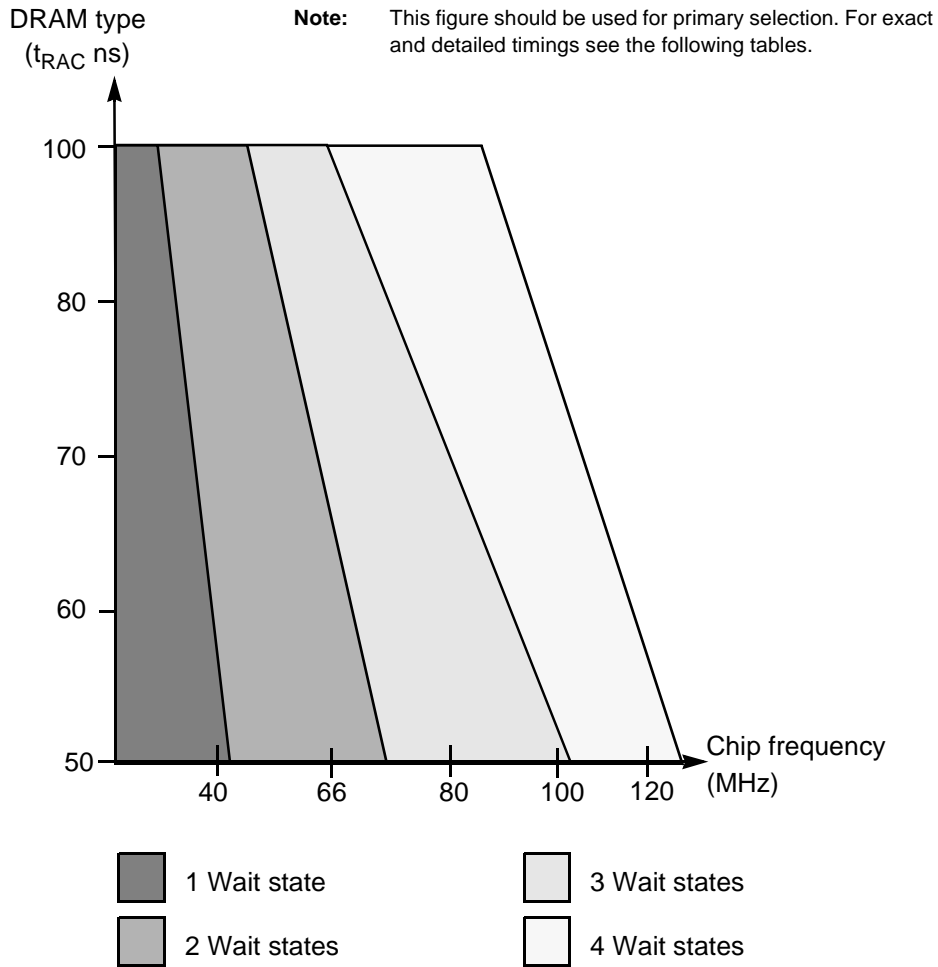 DRAM type
(tRAC ns)
Note: This figure should be used for primary selection. For exact
and detailed timings see the following tables.
100
80
70
60
50
40 66 80 100 120
Chip frequency
(MHz)
1 Wait state
2 Wait states
3 Wait states
4 Wait states